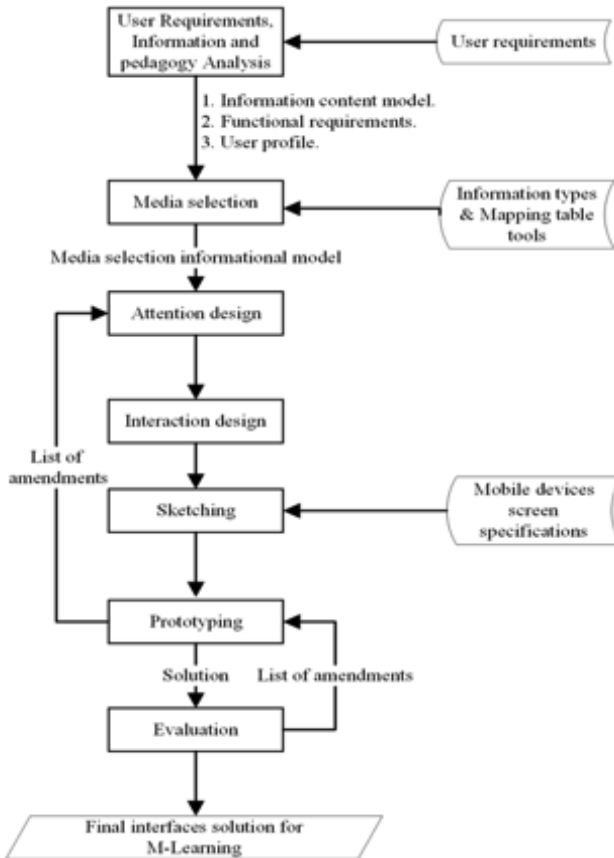 User Requirements,
Information and
pedagogy Analysis
User requirements
1. Information content model.
2. Functional requirements.
3. User profile.
Media selection
Information types
& Mapping table
tools
Media selection informational model
Attention design
Interaction design
List of
amendments
Sketching
Mobile devices
screen
specifications
Prototyping
Solution
List of amendments
Evaluation
Final interfaces solution for
M-Learning